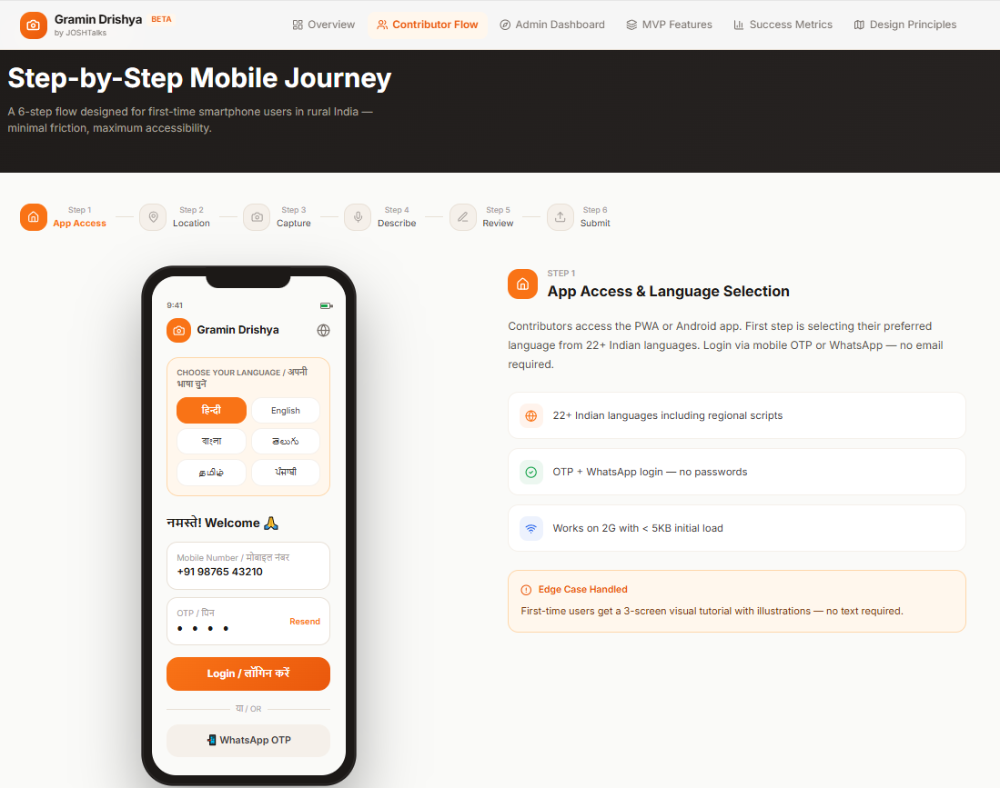 Gramin Drishya BETA
by JOSHTalks
Overview
Contributor Flow
Admin Dashboard
MVP Features
Success Metrics
Design Principles
Step-by-Step Mobile Journey
A 6-step flow designed for first-time smartphone users in rural India —
minimal friction, maximum accessibility.
Step 1
App Access
Step 2
Location
Step 3
Capture
Step 4
Describe
Step 5
Review
Step 6
Submit
9:41
Gramin Drishya
CHOOSE YOUR LANGUAGE / अपनी
भाषा चुनें
हिन्दी
English
বাংলা
తెలుగు
தமிழ்
ਪੰਜਾਬੀ
नमस्ते! Welcome 🙏
Mobile Number / मोबाइल नंबर
+91 98765 43210
OTP / पिन
• • • •
Resend
Login / लॉगिन करें
या / OR
📲 WhatsApp OTP
STEP 1
App Access & Language Selection
Contributors access the PWA or Android app. First step is selecting their preferred
language from 22+ Indian languages. Login via mobile OTP or WhatsApp — no email
required.
22+ Indian languages including regional scripts
OTP + WhatsApp login — no passwords
Works on 2G with < 5KB initial load
Edge Case Handled
First-time users get a 3-screen visual tutorial with illustrations — no text required.